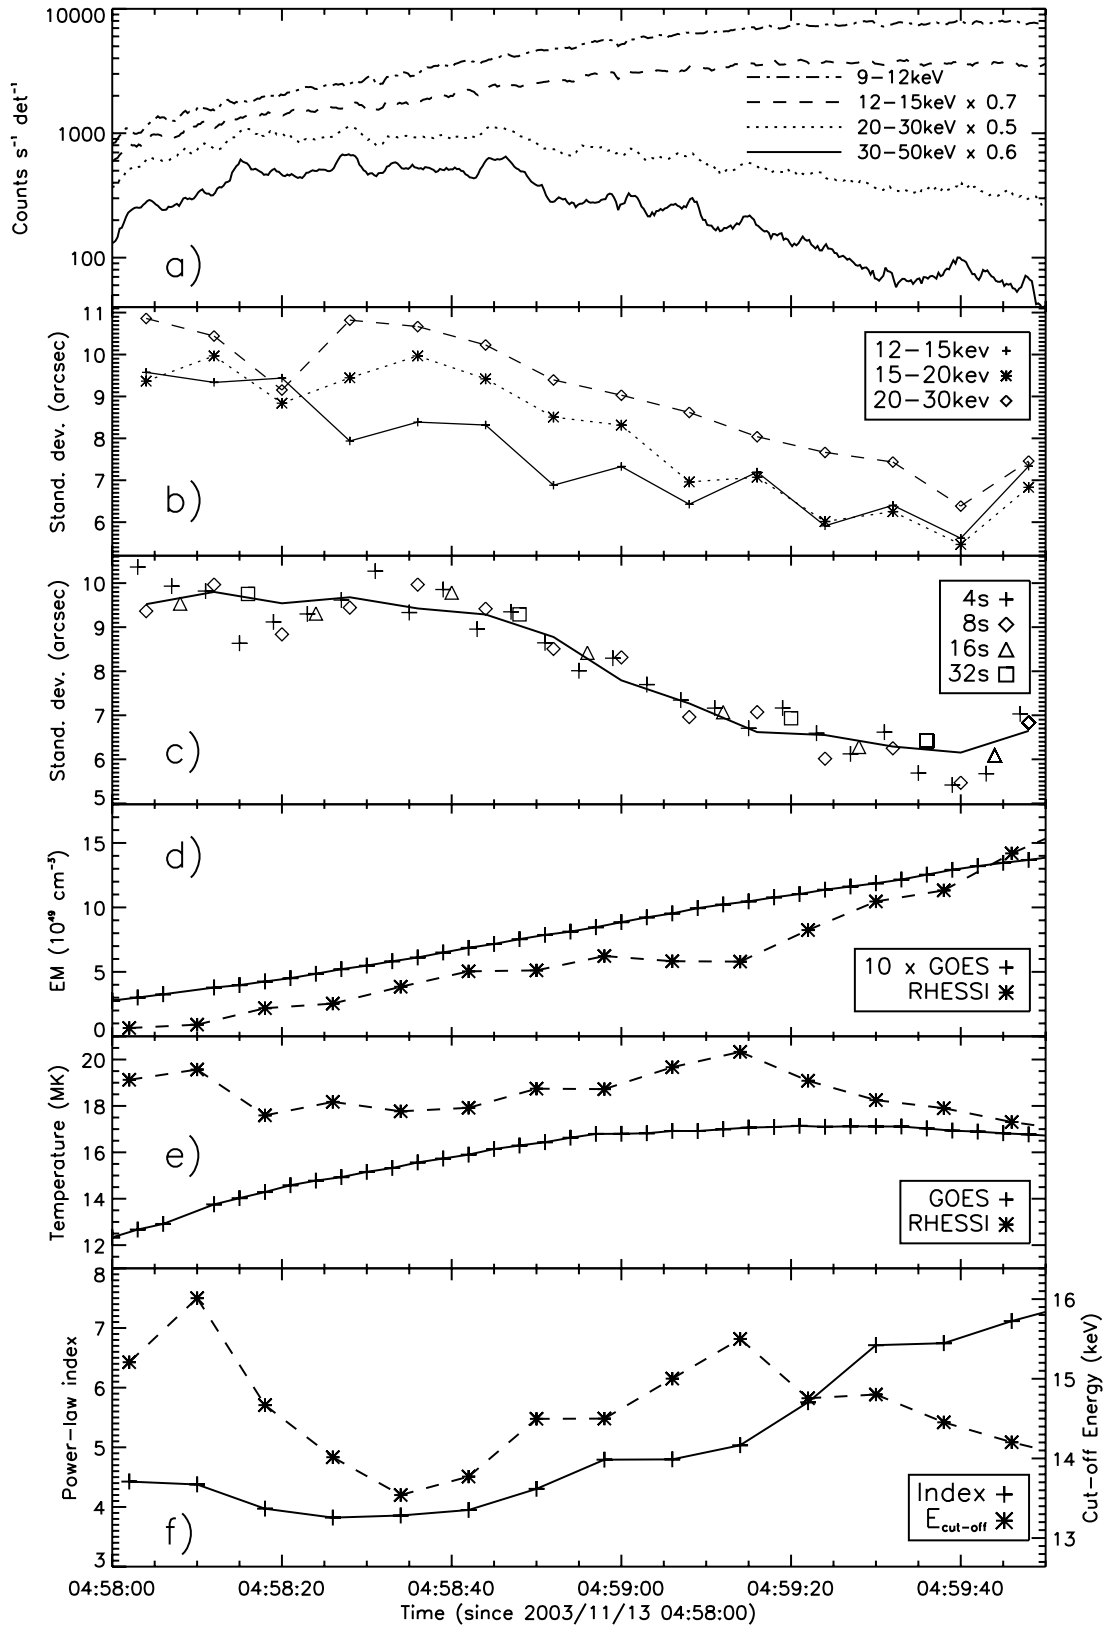 10000
1000
100
Counts s⁻¹ det⁻¹
9−12keV
12−15keV x 0.7
20−30keV x 0.5
30−50keV x 0.6
a)
11
10
9
8
7
6
Stand. dev. (arcsec)
12−15kev
15−20kev
20−30kev
b)
10
9
8
7
6
5
Stand. dev. (arcsec)
4s
8s
16s
32s
c)
15
10
5
0
EM (10⁴⁹ cm⁻³)
d)
10 x GOES
RHESSI
20
18
16
14
12
Temperature (MK)
e)
GOES
RHESSI
8
7
6
5
4
3
Power−law index
16
15
14
13
Cut−off Energy (keV)
Index
Ecut−off
f)
04:58:00 04:58:20 04:58:40 04:59:00 04:59:20 04:59:40
Time (since 2003/11/13 04:58:00)